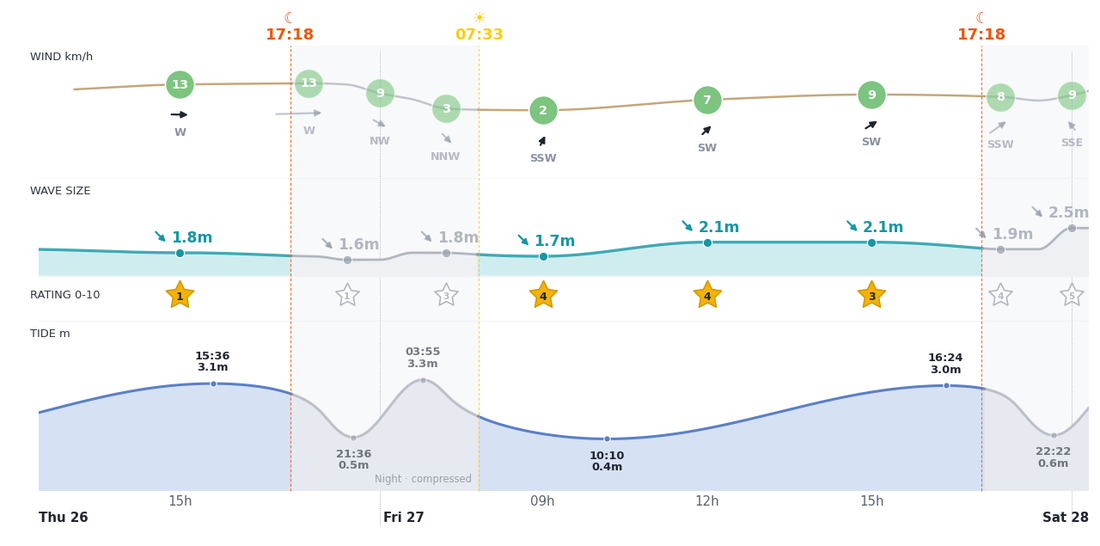 17:18 07:33 17:18
WIND km/h
13 13 9 3 2 7 9 8 9
W W NW NNW SSW SW SW SSW SSE
WAVE SIZE
1.8m 1.6m 1.8m 1.7m 2.1m 2.1m 1.9m 2.5m
RATING 0-10
1 1 3 4 4 3 4 5
TIDE m
15:36
3.1m
21:36
0.5m
03:55
3.3m
10:10
0.4m
16:24
3.0m
22:22
0.6m
Night · compressed
15h 09h 12h 15h
Thu 26 Fri 27 Sat 28